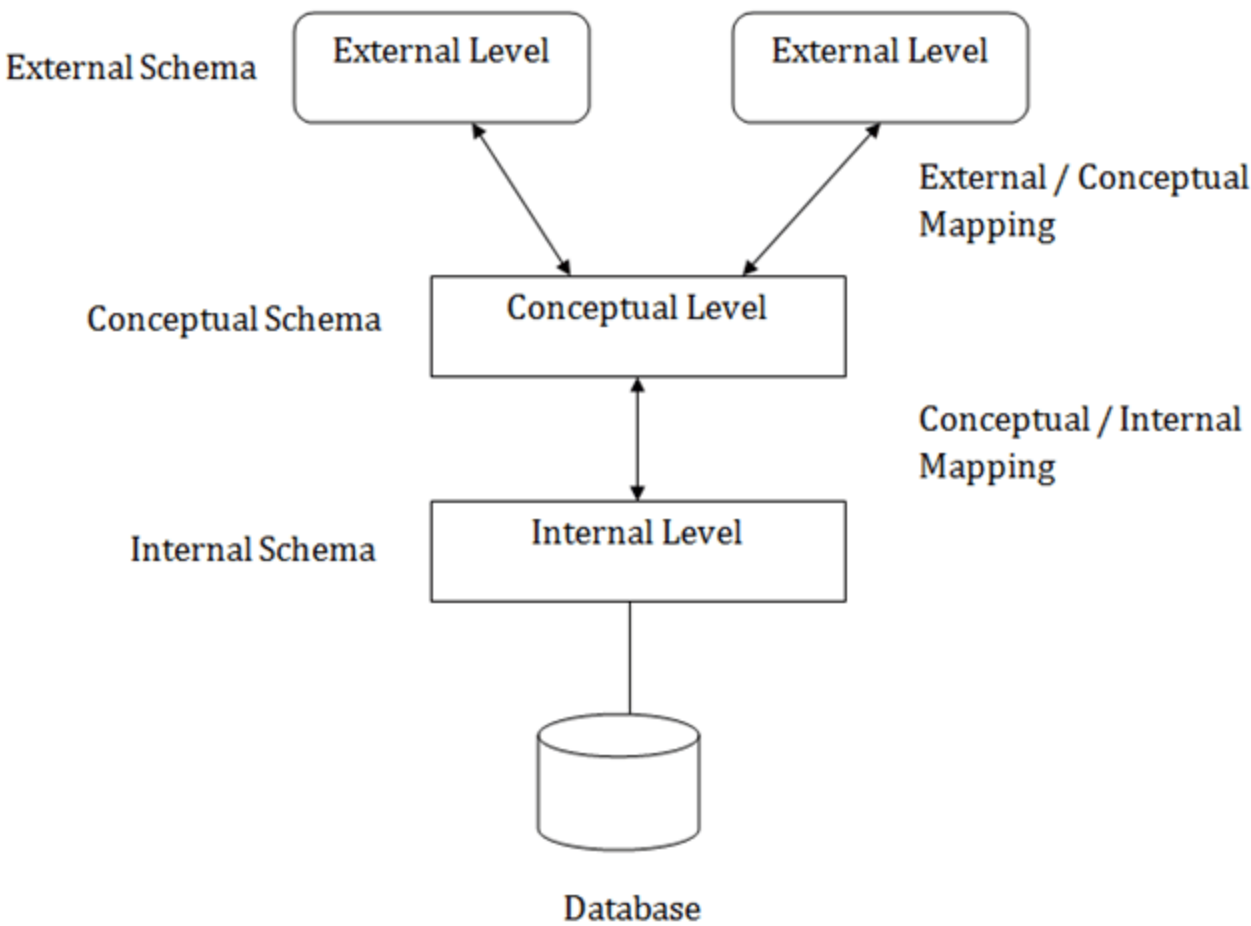 External Schema
External Level
External Level
External / Conceptual
Mapping
Conceptual Schema
Conceptual Level
Conceptual / Internal
Mapping
Internal Schema
Internal Level
Database